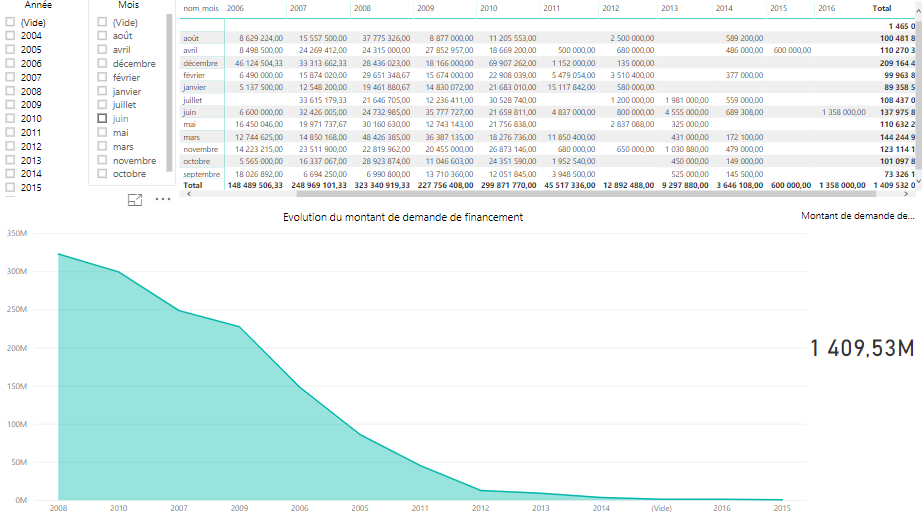 Année
(Vide)
2004
2005
2006
2007
2008
2009
2010
2011
2012
2013
2014
2015
Mois
(Vide)
août
avril
décembre
février
janvier
juillet
juin
mai
mars
novembre
octobre
nom mois 2006 2007 2008 2009 2010 2011 2012 2013 2014 2015 2016 Total
1 465 0
août 8 629 224,00 15 557 500,00 37 775 326,00 8 877 000,00 11 205 553,00 2 500 000,00 589 200,00 100 481 8
avril 8 498 500,00 24 269 412,00 24 315 000,00 27 852 957,00 18 669 200,00 500 000,00 680 000,00 486 000,00 600 000,00 110 270 3
décembre 46 124 504,33 33 313 662,33 28 436 023,00 18 166 000,00 69 907 262,00 1 152 000,00 135 000,00 209 164 4
février 6 490 000,00 15 874 020,00 29 651 348,67 15 674 000,00 22 908 039,00 5 479 054,00 3 510 400,00 377 000,00 99 963 8
janvier 5 137 500,00 12 548 200,00 19 461 880,67 14 830 072,00 21 683 010,00 15 117 842,00 580 000,00 89 358 5
juillet 33 615 179,33 21 646 705,00 12 236 411,00 30 528 740,00 1 200 000,00 1 981 000,00 559 000,00 108 437 0
juin 6 600 000,00 32 426 005,00 24 732 985,00 35 777 727,00 21 659 811,00 4 837 000,00 800 000,00 4 555 000,00 689 308,00 1 358 000,00 137 975 8
mai 16 450 046,00 19 971 737,67 30 160 630,00 12 743 143,00 21 756 838,00 2 837 088,00 325 000,00 110 632 2
mars 12 744 625,00 14 850 168,00 48 426 385,00 36 387 135,00 18 276 736,00 11 850 400,00 431 000,00 172 100,00 144 244 9
novembre 14 223 215,00 23 511 900,00 22 819 962,00 20 455 000,00 26 873 146,00 680 000,00 650 000,00 1 030 880,00 479 000,00 123 114 1
octobre 5 565 000,00 16 337 067,00 28 923 874,00 11 046 603,00 24 351 590,00 1 952 540,00 450 000,00 149 000,00 101 097 8
septembre 18 026 892,00 6 694 250,00 6 990 800,00 13 710 360,00 12 051 845,00 3 948 500,00 525 000,00 145 500,00 73 326 1
Total 148 489 506,33 248 969 101,33 323 340 919,33 227 756 408,00 299 871 770,00 45 517 336,00 12 892 488,00 9 297 880,00 3 646 108,00 600 000,00 1 358 000,00 1 409 532 0
Evolution du montant de demande de financement
350M
300M
250M
200M
150M
100M
50M
0M
2008 2010 2007 2009 2006 2005 2011 2012 2013 2014 (Vide) 2016 2015
Montant de demande de...
1 409,53M